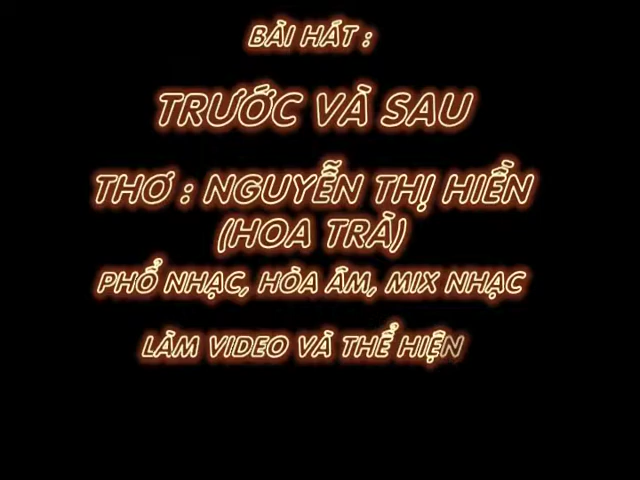 BÀI HÁT :
TRƯỚC VÀ SAU
THƠ : NGUYỄN THỊ HIỀN
(HOA TRÀ)
PHỔ NHẠC, HÒA ÂM, MIX NHẠC
LÀM VIDEO VÀ THỂ HIỆN